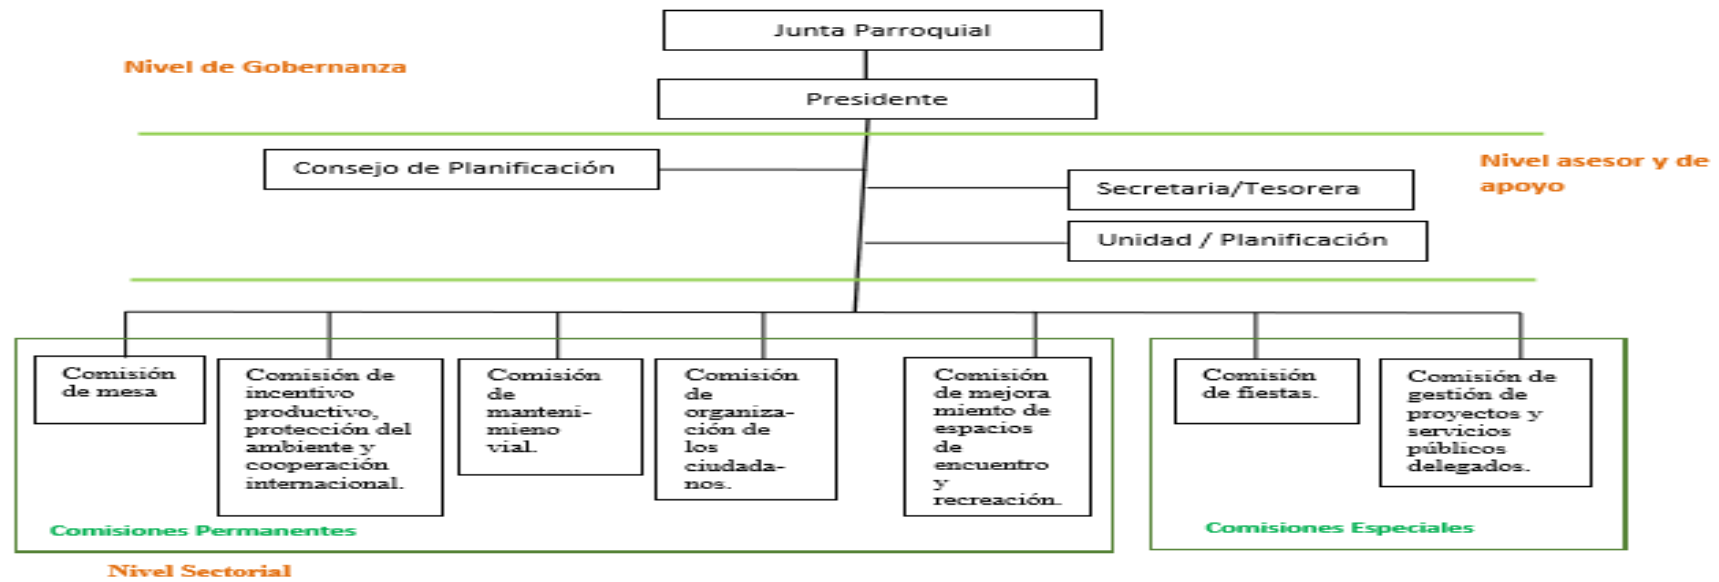 Junta Parroquial
Nivel de Gobernanza
Presidente
Consejo de Planificación
Nivel asesor y de
apoyo
Secretaria/Tesorera
Unidad / Planificación
Comisión
de mesa
Comisión de
incentivo
productivo,
protección del
ambiente y
cooperación
internacional.
Comisión
de
manteni-
mieno
vial.
Comisión
de
organiza-
ción de
los
ciudada-
nos.
Comisión
de mejora
miento de
espacios
de
encuentro
y
recreación.
Comisión
de fiestas.
Comisión de
gestión de
proyectos y
servicios
públicos
delegados.
Comisiones Permanentes
Comisiones Especiales
Nivel Sectorial